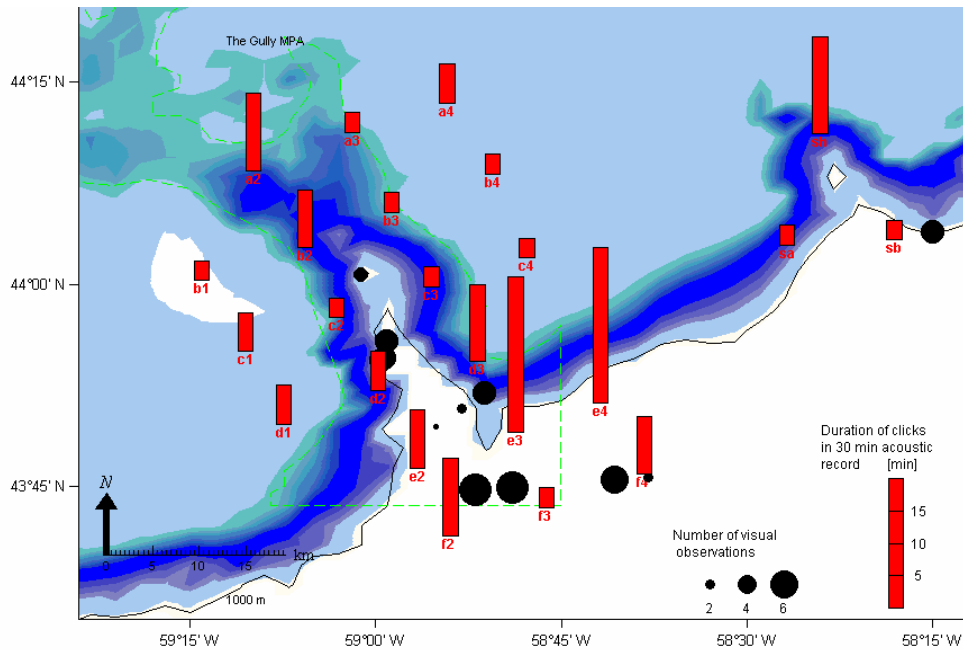 The Gully MPA
44°15' N
44°00' N
43°45' N
a2
a3
a4
b4
b3
b2
b1
c1
c2
c3
c4
d1
d2
d3
e2
e3
e4
f2
f3
f4
sa
sb
sb
N
0 5 10 15
km
1000 m
Duration of clicks
in 30 min acoustic
record [min]
15
10
5
Number of visual
observations
2 4 6
59°15' W 59°00' W 58°45' W 58°30' W 58°15' W